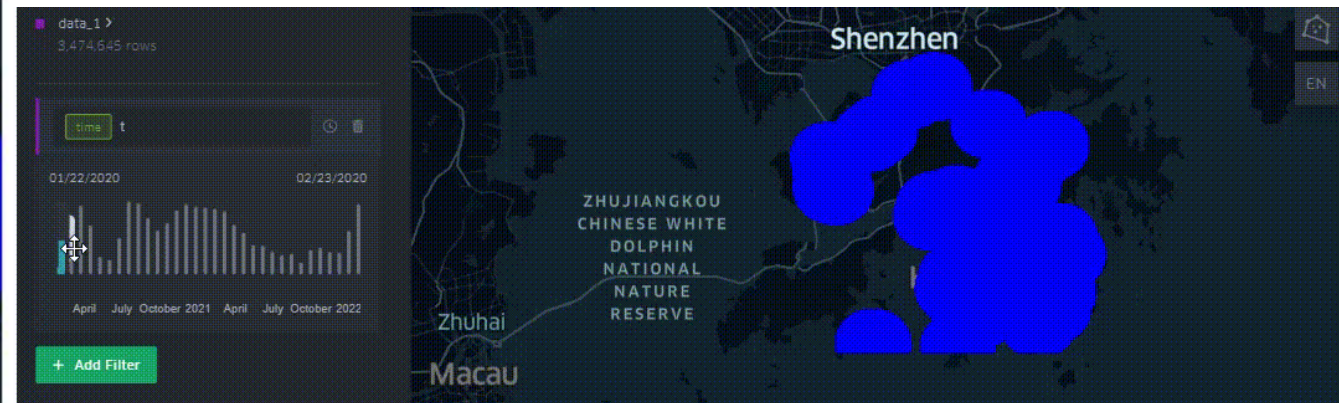 data_1
3,474,645 rows
time t
01/22/2020 02/23/2020
April July October 2021 April July October 2022
+ Add Filter
Shenzhen
EN
ZHUJIANGKOU
CHINESE WHITE
DOLPHIN
NATIONAL
NATURE
RESERVE
Zhuhai
Macau